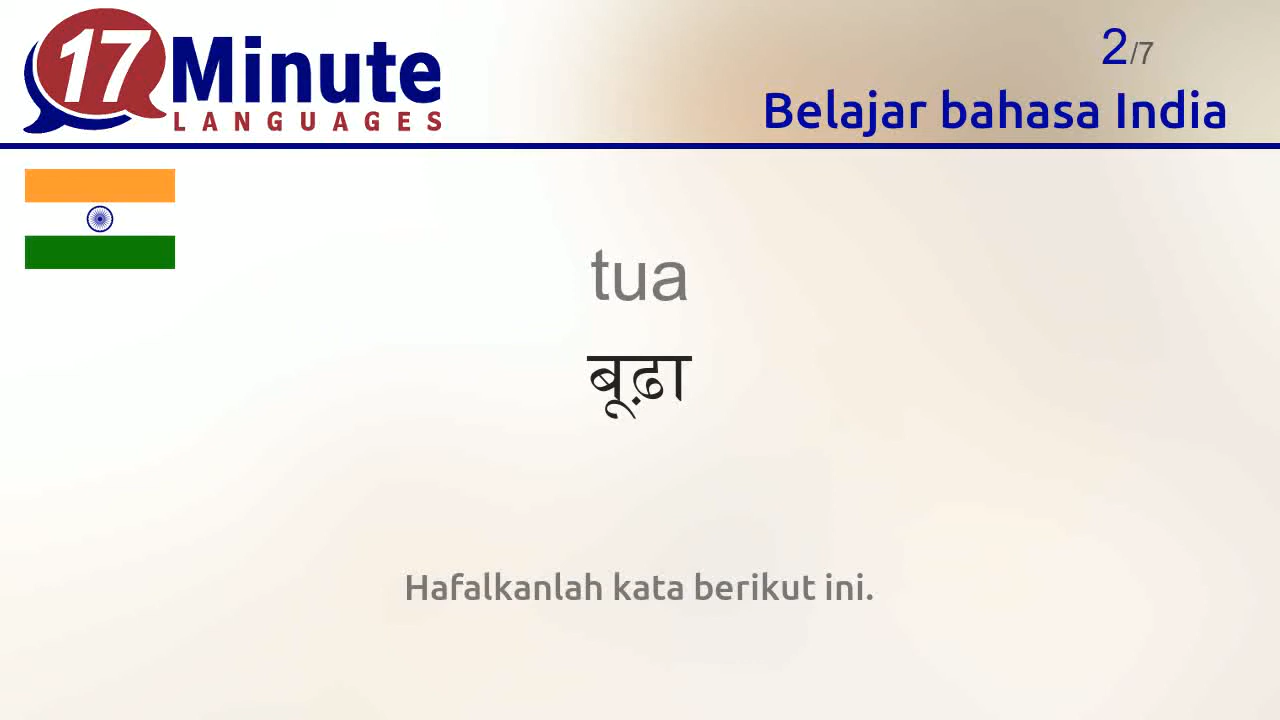 17 Minute
LANGUAGES
2/7
Belajar bahasa India
tua
बूढ़ा
Hafalkanlah kata berikut ini.